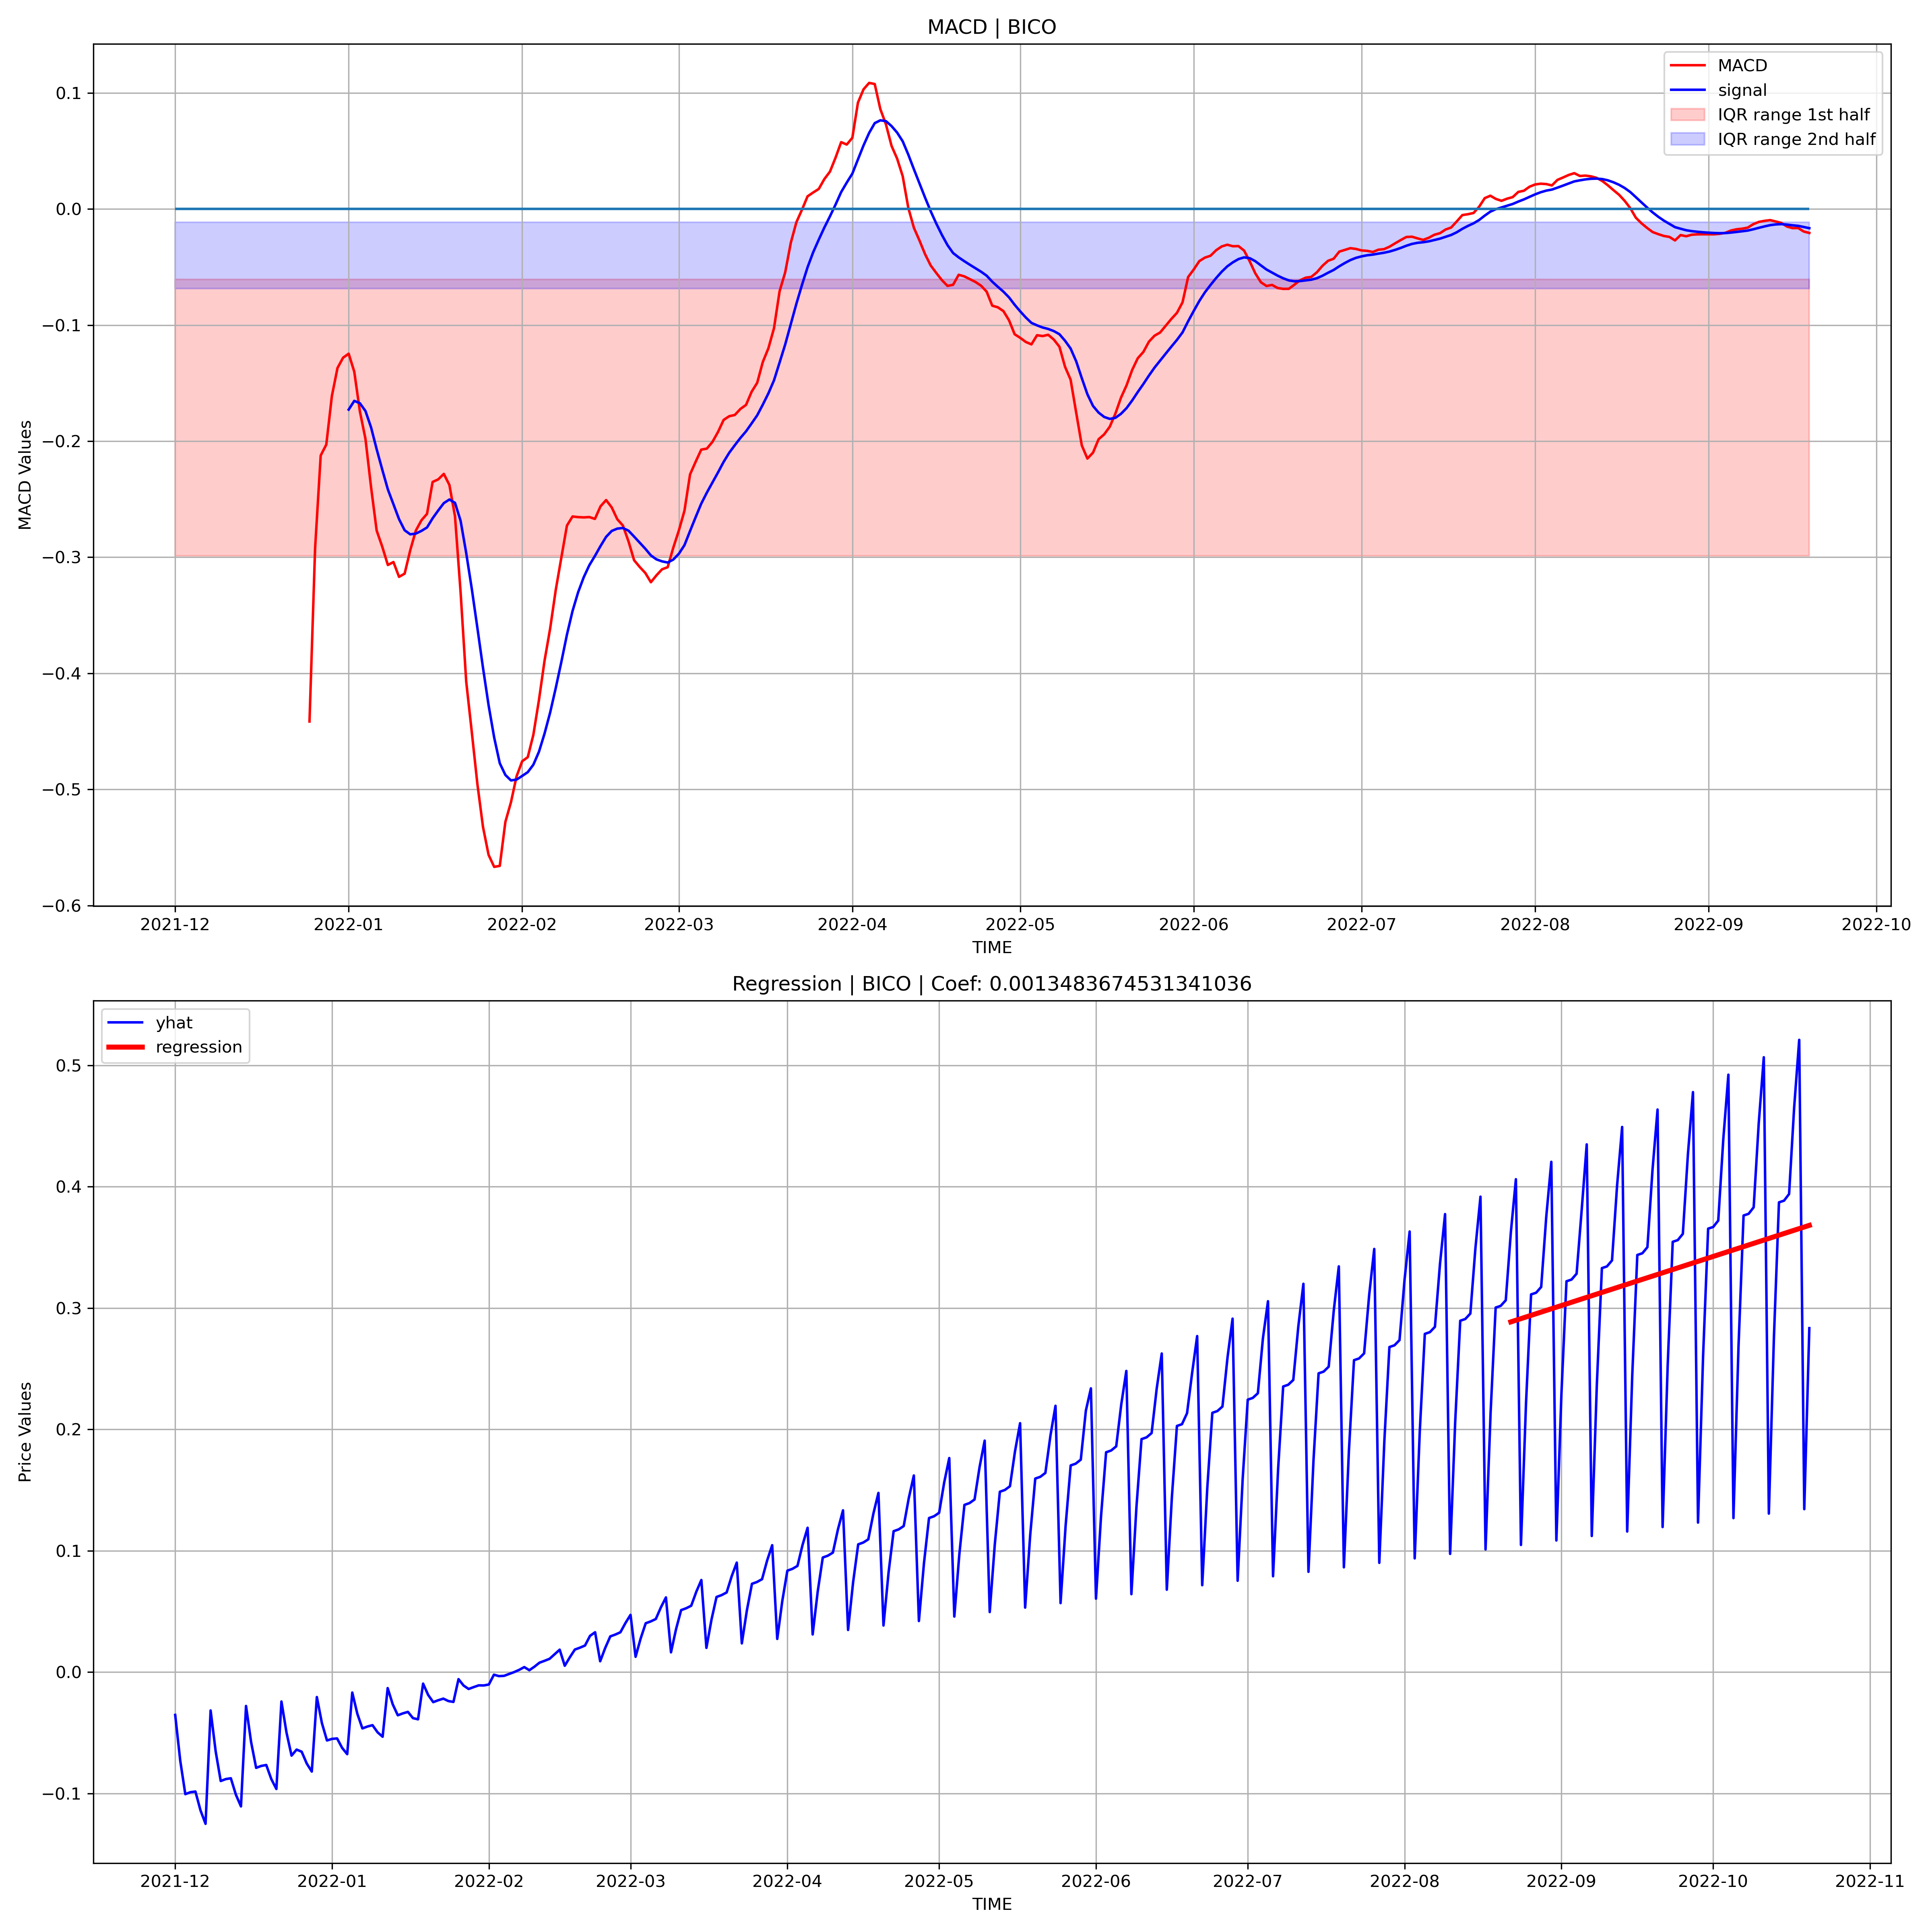 MACD | BICO
MACD
signal
IQR range 1st half
IQR range 2nd half
MACD Values
0.1
0.0
−0.1
−0.2
−0.3
−0.4
−0.5
−0.6
2021-12 2022-01 2022-02 2022-03 2022-04 2022-05 2022-06 2022-07 2022-08 2022-09 2022-10
TIME
Regression | BICO | Coef: 0.0013483674531341036
yhat
regression
Price Values
0.5
0.4
0.3
0.2
0.1
0.0
−0.1
2021-12 2022-01 2022-02 2022-03 2022-04 2022-05 2022-06 2022-07 2022-08 2022-09 2022-10 2022-11
TIME